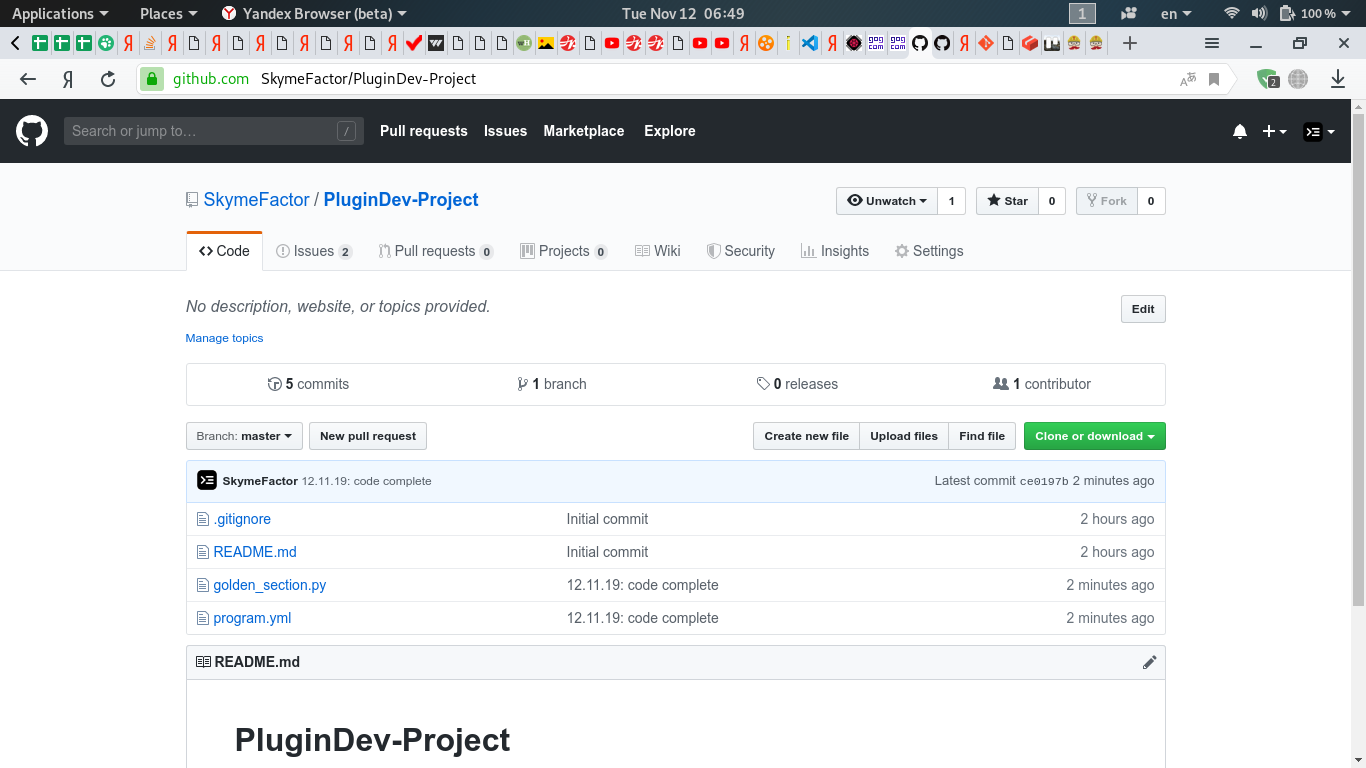 Applications Places Yandex Browser (beta) Tue Nov 12 06:49 1 en 100 %
github.com SkymeFactor/PluginDev-Project 2
Search or jump to… / Pull requests Issues Marketplace Explore
SkymeFactor / PluginDev-Project Unwatch 1 Star 0 Fork 0
Code Issues 2 Pull requests 0 Projects 0 Wiki Security Insights Settings
No description, website, or topics provided. Edit
Manage topics
5 commits 1 branch 0 releases 1 contributor
Branch: master New pull request Create new file Upload files Find file Clone or download
SkymeFactor 12.11.19: code complete Latest commit ce0197b 2 minutes ago
.gitignore Initial commit 2 hours ago
README.md Initial commit 2 hours ago
golden_section.py 12.11.19: code complete 2 minutes ago
program.yml 12.11.19: code complete 2 minutes ago
README.md
PluginDev-Project